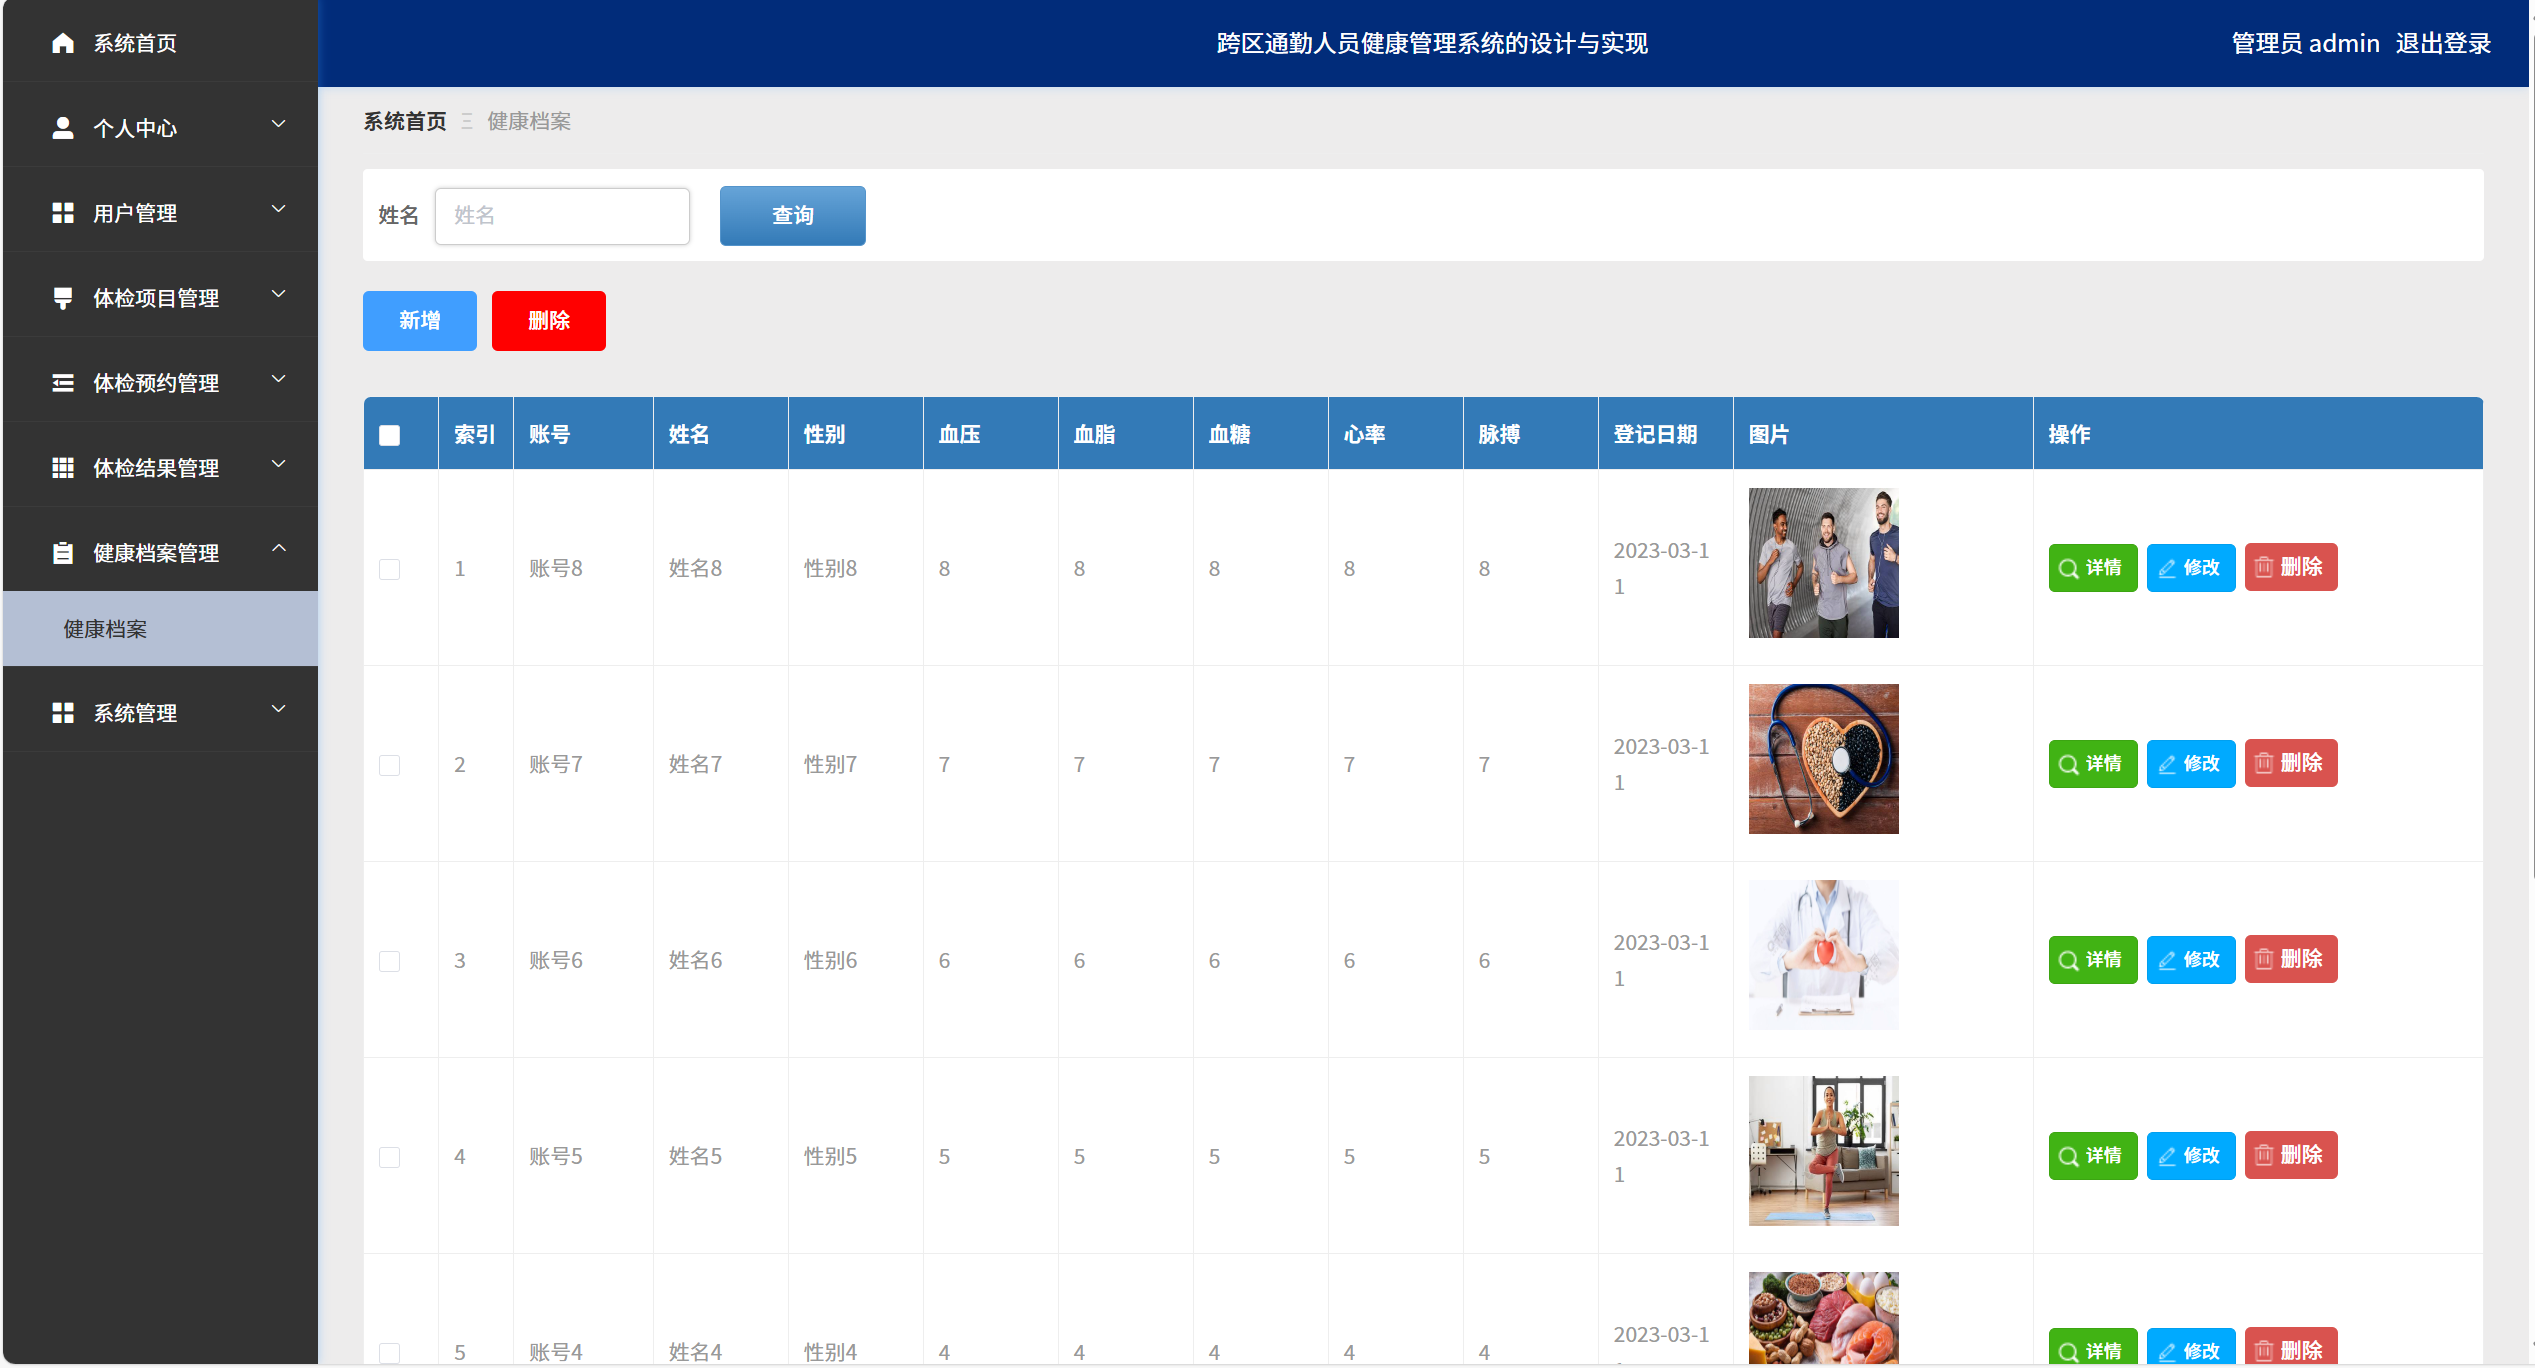 系统首页
个人中心
用户管理
体检项目管理
体检预约管理
体检结果管理
健康档案管理
健康档案
系统管理
跨区通勤人员健康管理系统的设计与实现
管理员 admin 退出登录
系统首页 健康档案
姓名 姓名 查询
新增 删除
索引 账号 姓名 性别 血压 血脂 血糖 心率 脉搏 登记日期 图片 操作
1 账号8 姓名8 性别8 8 8 8 8 8 2023-03-1
1
详情 修改 删除
2 账号7 姓名7 性别7 7 7 7 7 7 2023-03-1
1
详情 修改 删除
3 账号6 姓名6 性别6 6 6 6 6 6 2023-03-1
1
详情 修改 删除
4 账号5 姓名5 性别5 5 5 5 5 5 2023-03-1
1
详情 修改 删除
5 账号4 姓名4 性别4 4 4 4 4 4 2023-03-1
详情 修改 删除